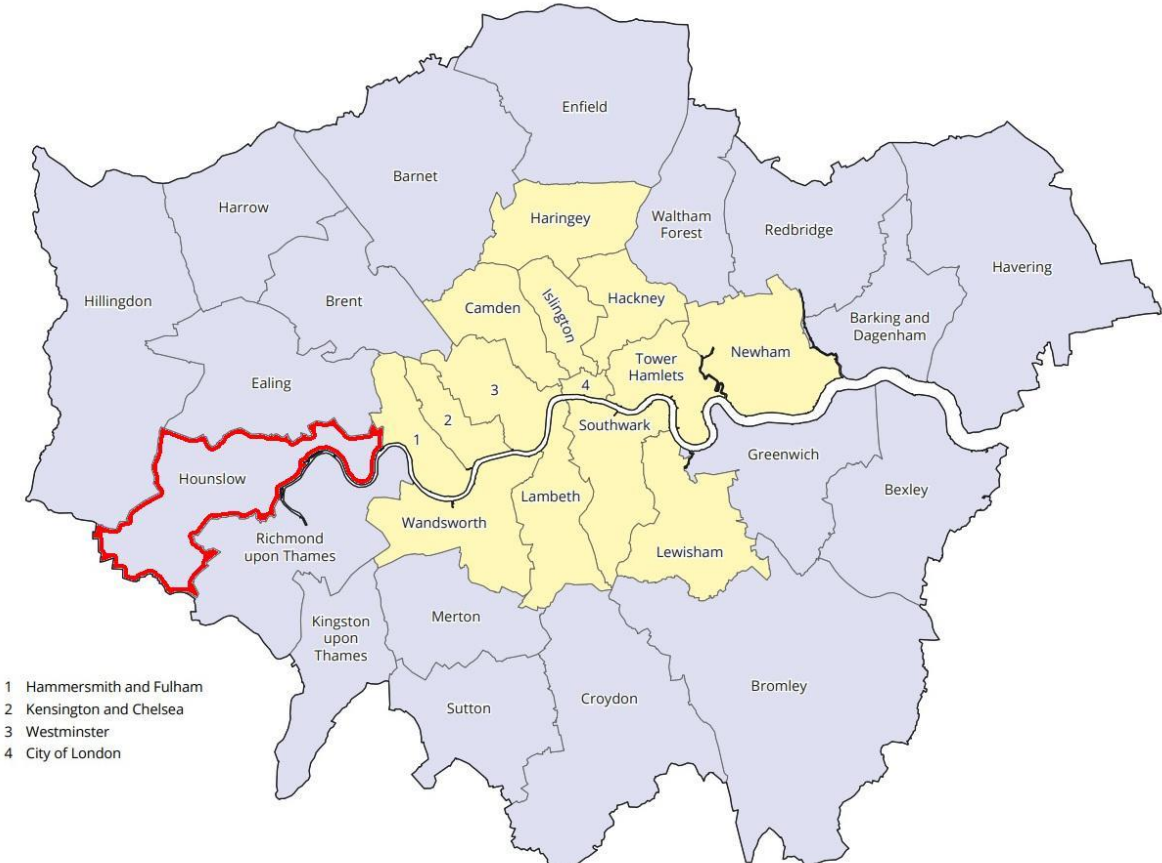 Enfield
Barnet
Harrow
Haringey
Waltham
Forest
Redbridge
Havering
Hillingdon
Brent
Camden
Islington
Hackney
Barking and
Dagenham
Ealing
Tower
Hamlets
Newham
1
2
3
4
Southwark
Hounslow
Greenwich
Bexley
Lambeth
Wandsworth
Richmond
upon Thames
Lewisham
Kingston
upon
Thames
Merton
Sutton
Croydon
Bromley
1 Hammersmith and Fulham
2 Kensington and Chelsea
3 Westminster
4 City of London